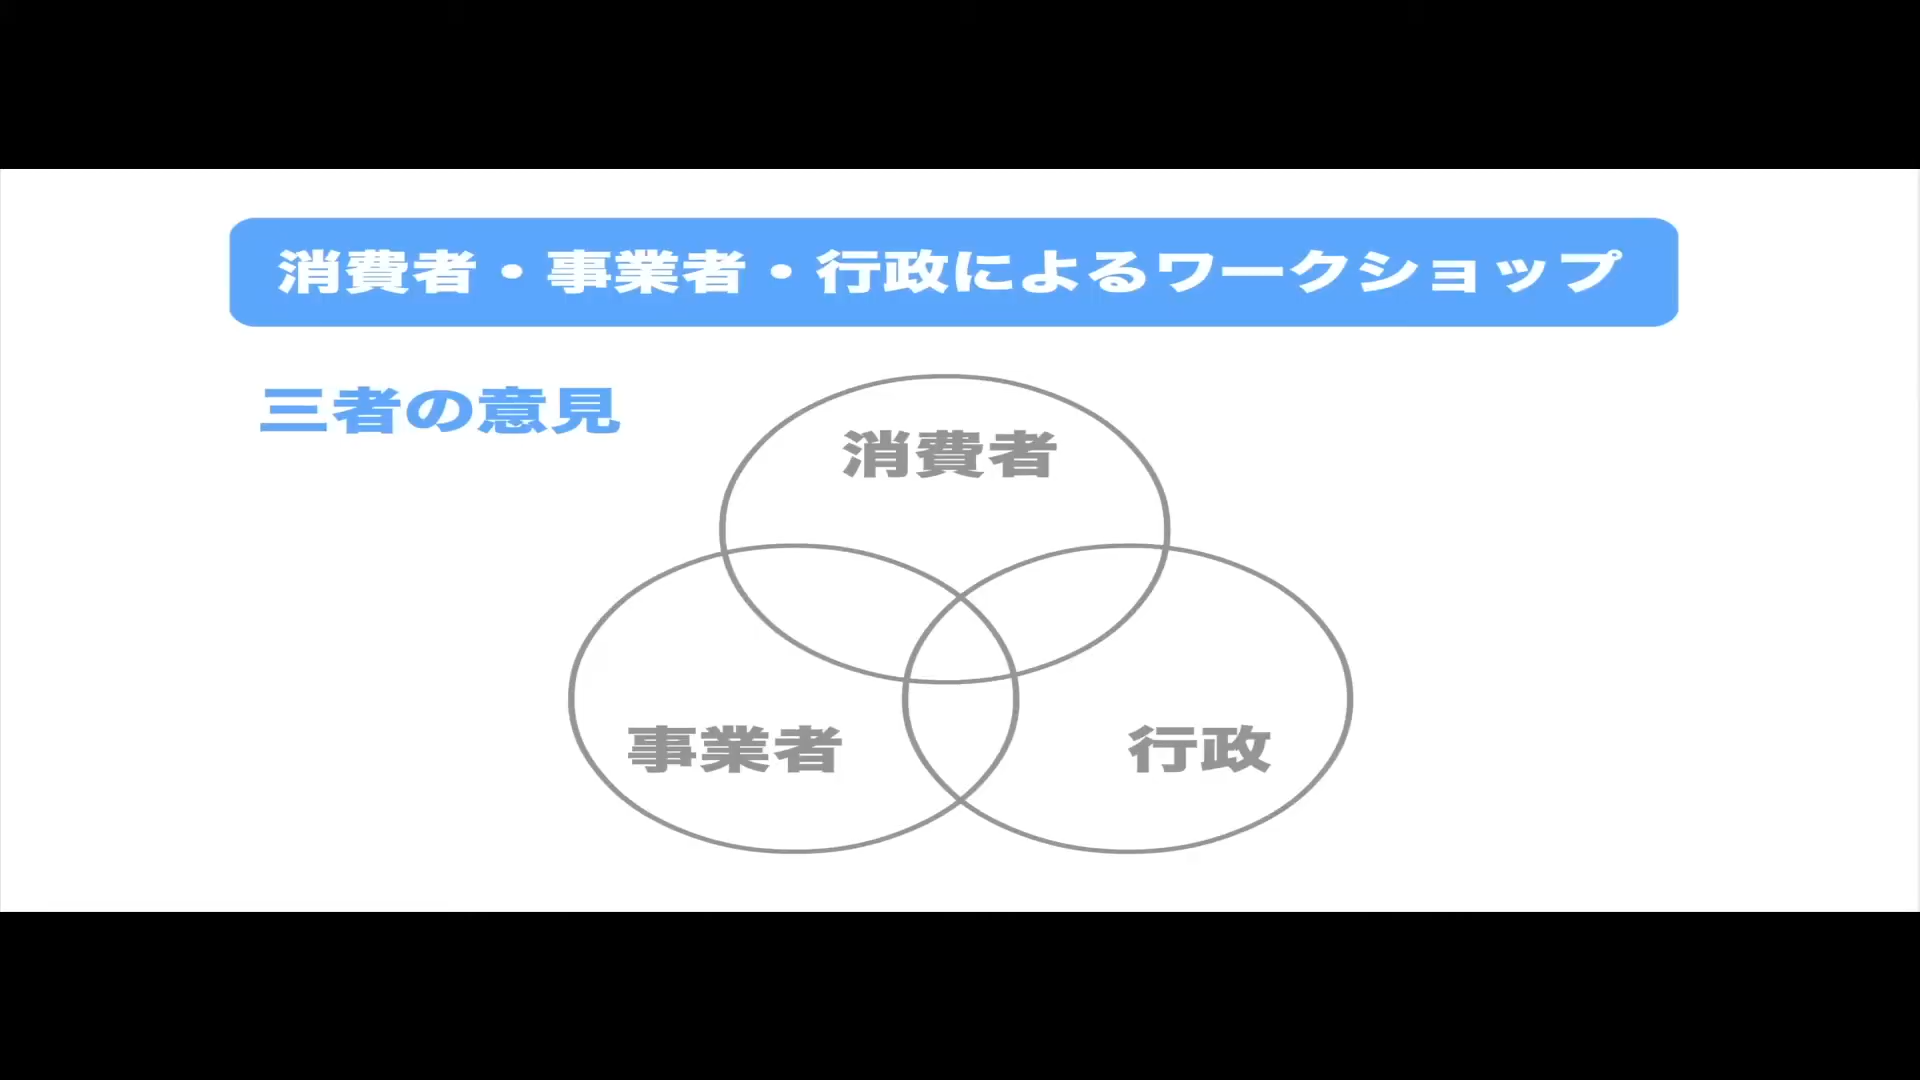 消費者・事業者・行政によるワークショップ
三者の意見
消費者
事業者
行政